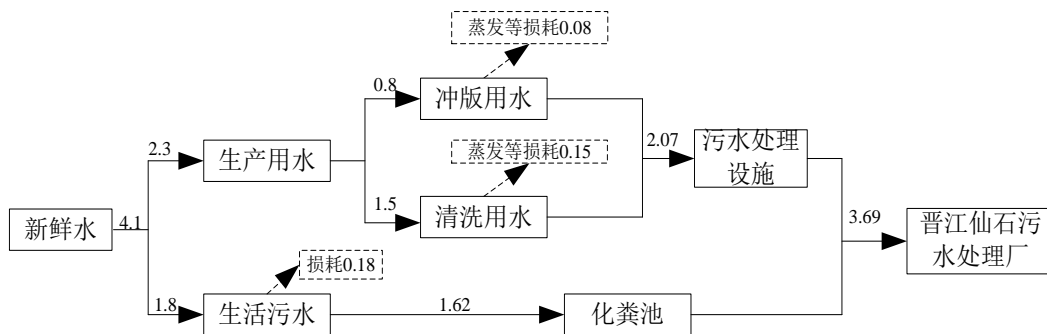 蒸发等损耗0.08
0.8
冲版用水
2.3
生产用水
2.07
污水处理
设施
蒸发等损耗0.15
1.5
清洗用水
新鲜水
4.1
3.69
晋江仙石污
水处理厂
损耗0.18
1.8
生活污水
1.62
化粪池